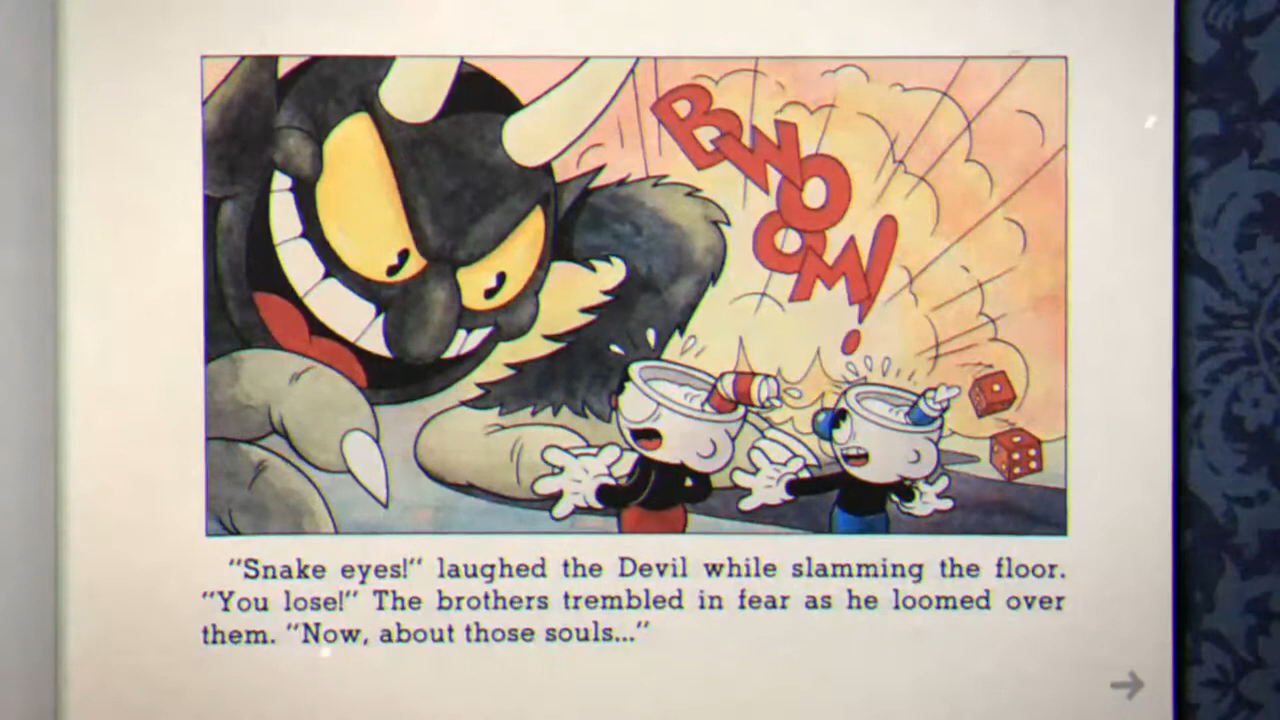 BWOOM!
"Snake eyes!" laughed the Devil while slamming the floor.
"You lose!" The brothers trembled in fear as he loomed over
them. "Now, about those souls..."